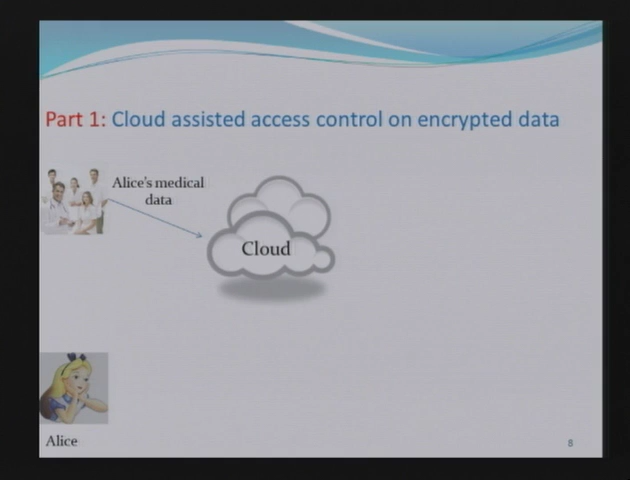 Part 1: Cloud assisted access control on encrypted data
Alice's medical
data
Cloud
Alice
8